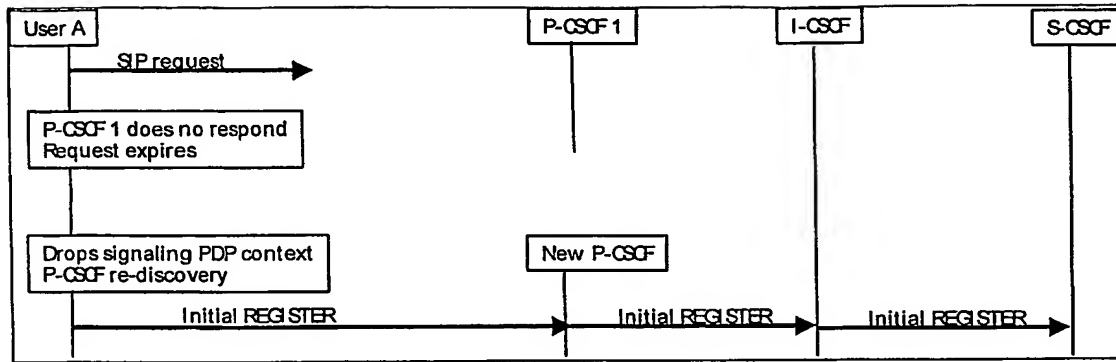 User A
P-CSCF 1
I-CSCF
S-CSCF
SIP request
P-CSCF 1 does no respond
Request expires
Drops signaling PDP context
P-CSCF re-discovery
New P-CSCF
Initial REGISTER
Initial REGISTER
Initial REGISTER